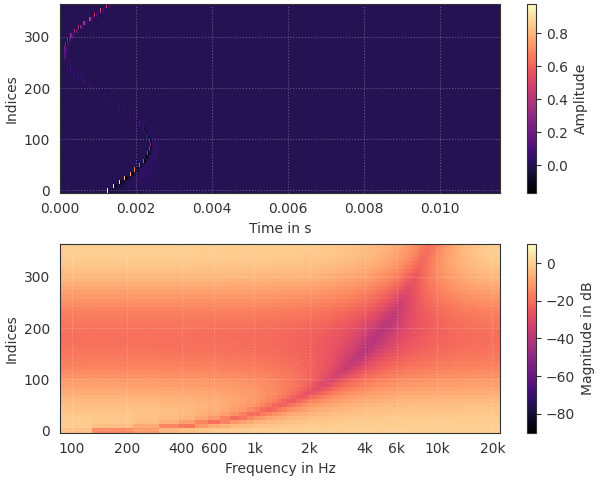 300
200
100
0
Indices
0.000 0.002 0.004 0.006 0.008 0.010
Time in s
0.8
0.6
0.4
0.2
0.0
Amplitude
300
200
100
0
Indices
100 200 400 600 1k 2k 4k 6k 10k 20k
Frequency in Hz
0
−20
−40
−60
−80
Magnitude in dB